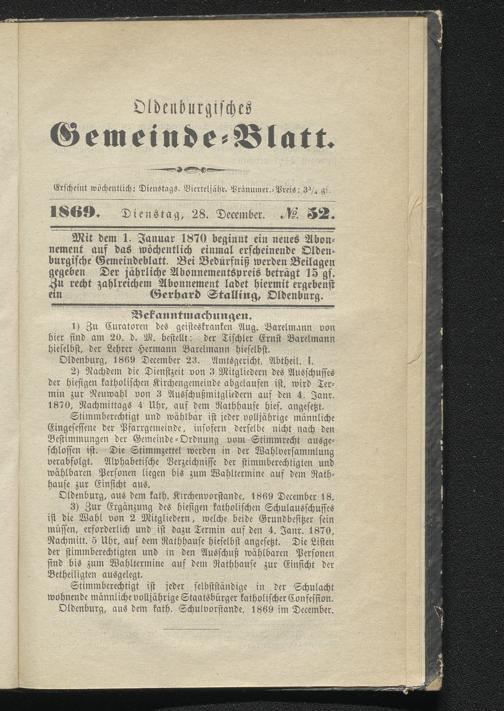 Oldenburgisches
Gemeinde-Blatt.
Erscheint wöchentlich: Dienstags. Vierteljähr. Pränumer.-Preis: 3¾ gr.
1869. Dienstag, 28. December. № 52.
Mit dem 1. Januar 1870 beginnt ein neues Abon-
nement auf das wöchentlich einmal erscheinende Olden-
burgische Gemeindeblatt. Bei Bedürfniß werden Beilagen
gegeben Der jährliche Abonnementspreis beträgt 15 gr.
Zu recht zahlreichem Abonnement ladet hiermit ergebenst
ein Gerhard Stalling, Oldenburg.
Bekanntmachungen.
1) Zu Curatoren des geisteskranken Aug. Barelmann von
hier sind am 20. d. M. bestellt: der Tischler Ernst Barelmann
hieselbst, der Lehrer Hermann Barelmann hieselbst.
Oldenburg, 1869 December 23. Amtsgericht, Abtheil. I.
2) Nachdem die Dienstzeit von 3 Mitgliedern des Ausschusses
der hiesigen katholischen Kirchengemeinde abgelaufen ist, wird Ter-
min zur Neuwahl von 3 Ausschußmitgliedern auf den 4. Janr.
1870, Nachmittags 4 Uhr, auf dem Rathhause hies. angesetzt.
Stimmberechtigt und wählbar ist jeder volljährige männliche
Eingesessene der Pfarrgemeinde, insofern derselbe nicht nach den
Bestimmungen der Gemeinde-Ordnung vom Stimmrecht ausge-
schlossen ist. Die Stimmzettel werden in der Wahlversammlung
verabfolgt. Alphabetische Verzeichnisse der stimmberechtigten und
wählbaren Personen liegen bis zum Wahltermine auf dem Rath-
hause zur Einsicht aus.
Oldenburg, aus dem kath. Kirchenvorstande, 1869 December 18.
3) Zur Ergänzung des hiesigen katholischen Schulausschusses
ist die Wahl von 2 Mitgliedern, welche beide Grundbesitzer sein
müssen, erforderlich und ist dazu Termin auf den 4. Janr. 1870,
Nachmitt. 5 Uhr, auf dem Rathhause hieselbst angesetzt. Die Listen
der stimmberechtigten und in den Ausschuß wählbaren Personen
sind bis zum Wahltermine auf dem Rathhause zur Einsicht der
Betheiligten ausgelegt.
Stimmberechtigt ist jeder selbstständige in der Schulacht
wohnende männliche volljährige Staatsbürger katholischer Confession.
Oldenburg, aus dem kath. Schulvorstande, 1869 im December.